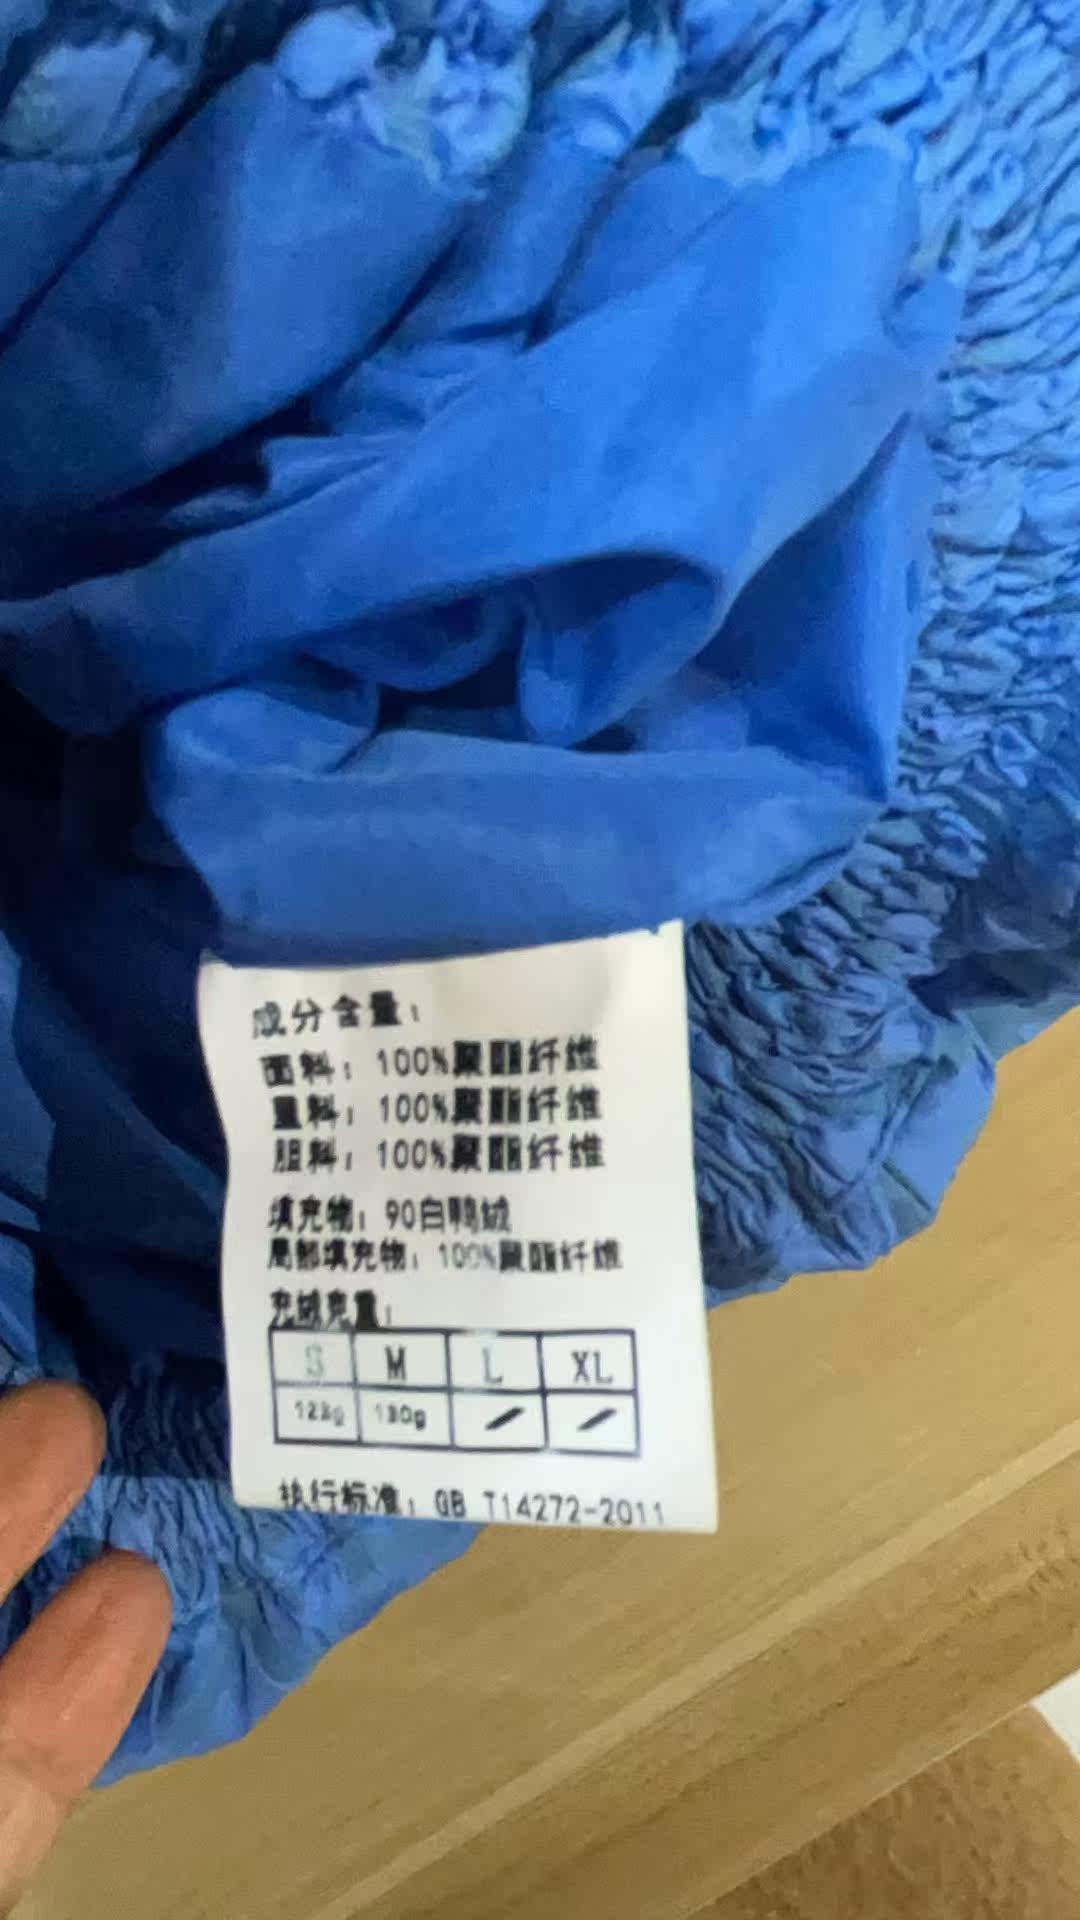 成分含量：
面料：100%聚酯纤维
里料：100%聚酯纤维
胆料：100%聚酯纤维
填充物：90白鸭绒
局部填充物：100%聚酯纤维
充绒克重：
S M L XL
130g
执行标准：GB T14272-2011